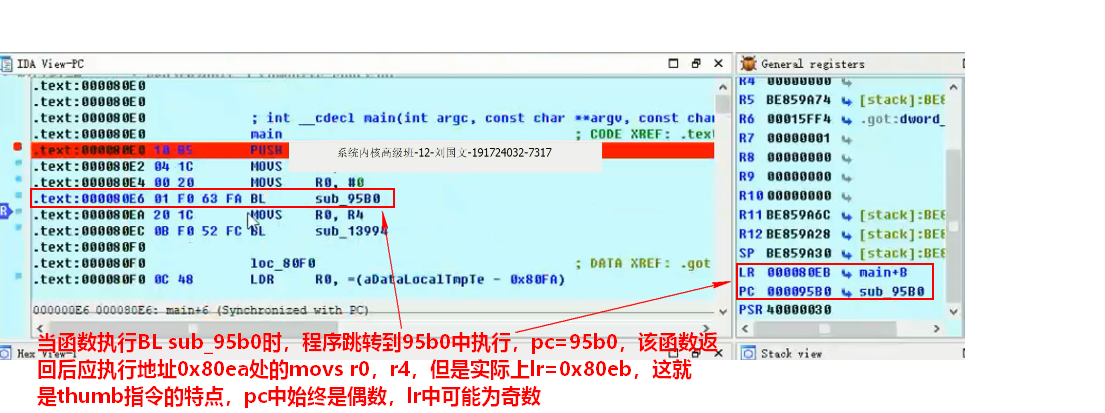 IDA View-PC
General registers
.text:000080E0
.text:000080E0
.text:000080E0 ; int __cdecl main(int argc, const char **argv, const char
.text:000080E0 main ; CODE XREF: .tex
.text:000080E0 10 B5 PUSH
系统内核高级班-12-刘国文-191724032-7317
.text:000080E2 04 1C MOVS
.text:000080E4 00 20 MOVS R0, #0
.text:000080E6 01 F0 63 FA BL sub_95B0
.text:000080EA 20 1C MOVS R0, R4
.text:000080EC 0B F0 52 FC BL sub_13994
.text:000080F0
.text:000080F0 loc_80F0 ; DATA XREF: .got
.text:000080F0 0C 48 LDR R0, =(aDataLocalTmpTe - 0x80FA)
000000E6 000080E6: main+6 (Synchronized with PC)
R4 00000000
R5 BE859A74 [stack]:BE8
R6 00015FF4 .got:dword_
R7 00000001
R8 00000000
R9 00000000
R10 00000000
R11 BE859A6C [stack]:BE8
R12 BE859A28 [stack]:BE8
SP BE859A30 [stack]:BE8
LR 000080EB main+B
PC 000095B0 sub_95B0
PSR 40000030
Hex View-1
Stack view
当函数执行BL sub_95b0时，程序跳转到95b0中执行，pc=95b0，该函数返
回后应执行地址0x80ea处的movs r0，r4，但是实际上lr=0x80eb，这就
是thumb指令的特点，pc中始终是偶数，lr中可能为奇数